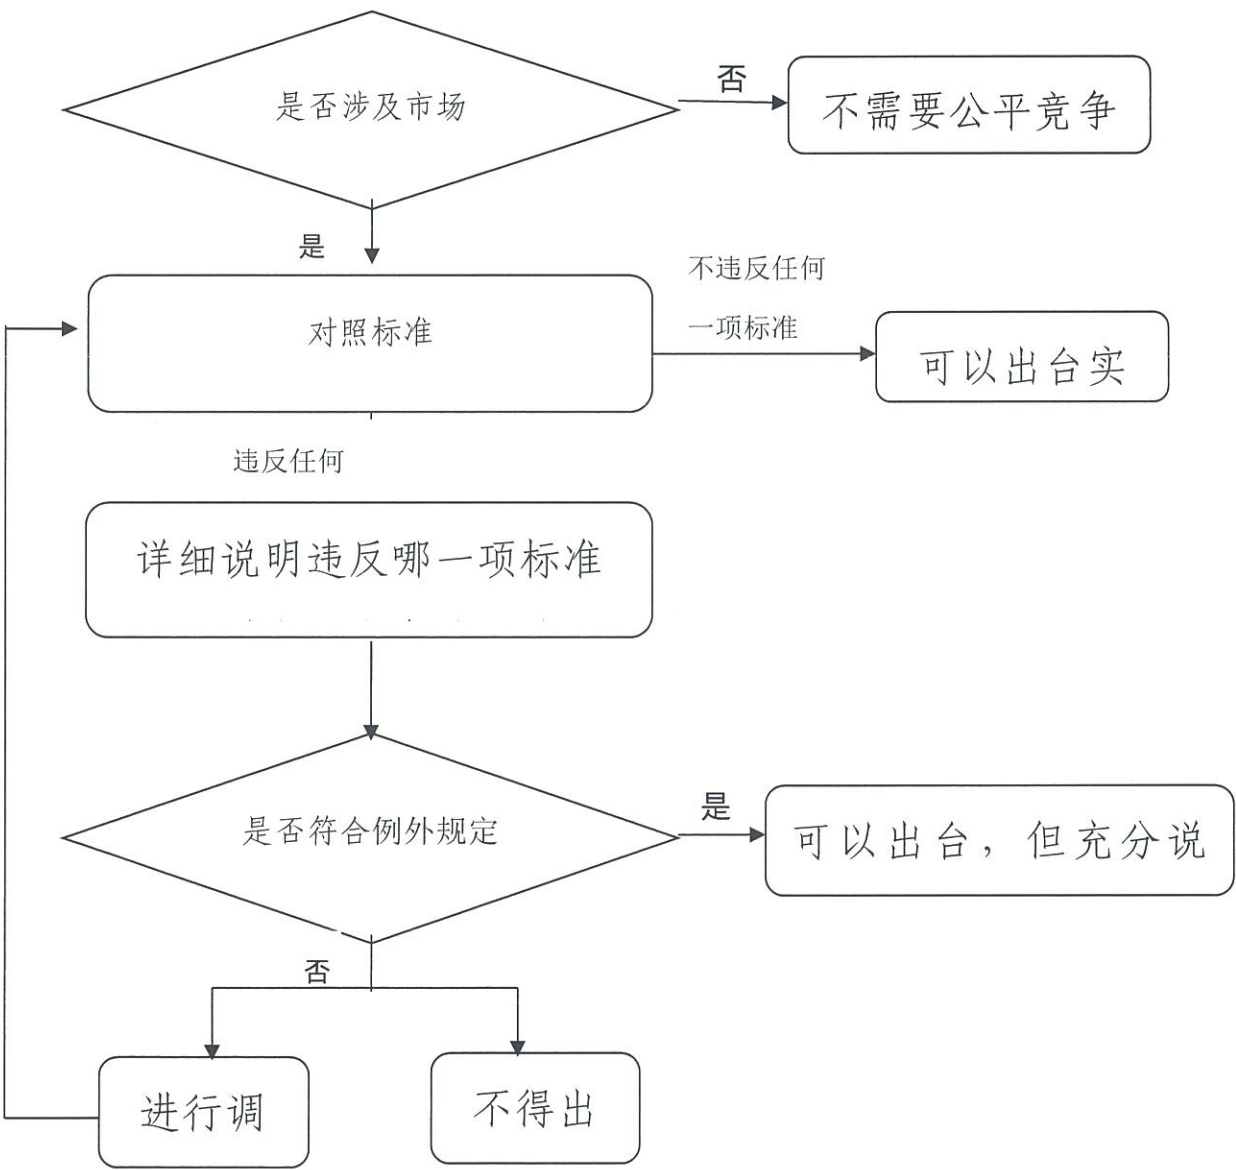 是否涉及市场
否
不需要公平竞争
是
不违反任何
一项标准
对照标准
可以出台实
违反任何
详细说明违反哪一项标准
是否符合例外规定
是
可以出台，但充分说
否
进行调
不得出